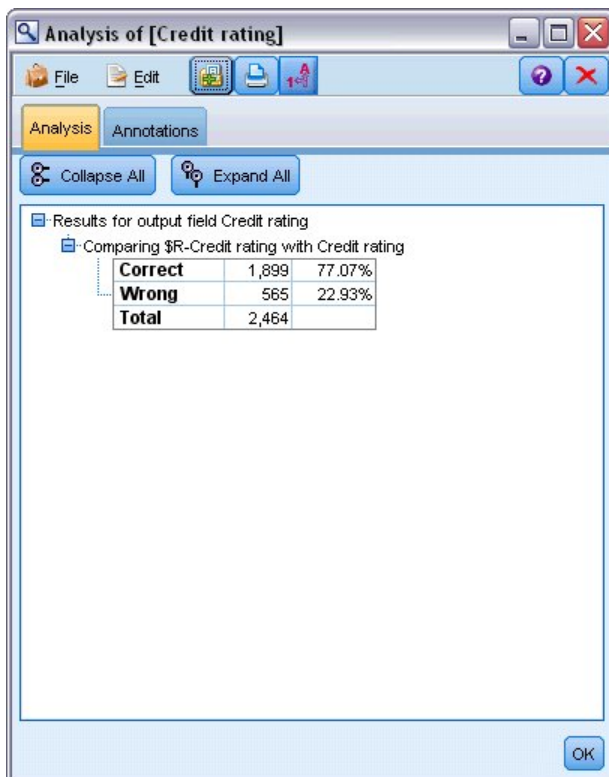 Analysis of [Credit rating]
File Edit
Analysis Annotations
Collapse All Expand All
Results for output field Credit rating
Comparing $R-Credit rating with Credit rating
Correct 1,899 77.07%
Wrong 565 22.93%
Total 2,464
OK